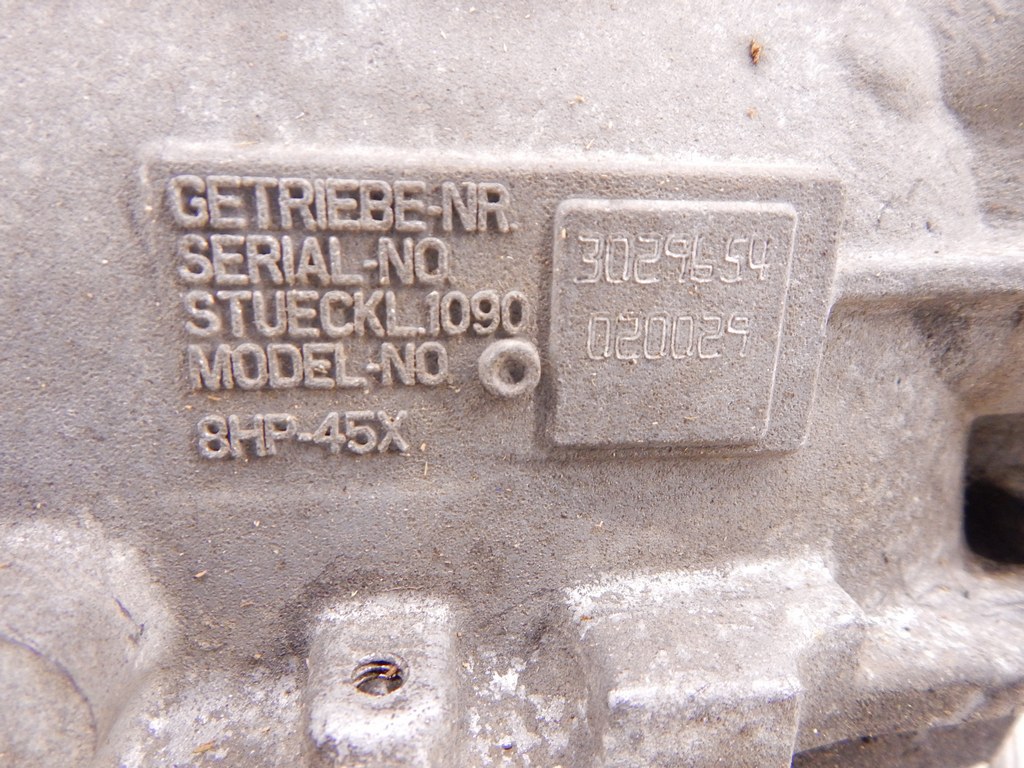 GETRIEBE-NR.
SERIAL-NO.
STUECKL.1090
MODEL-NO
8HP-45X
3029654
020029